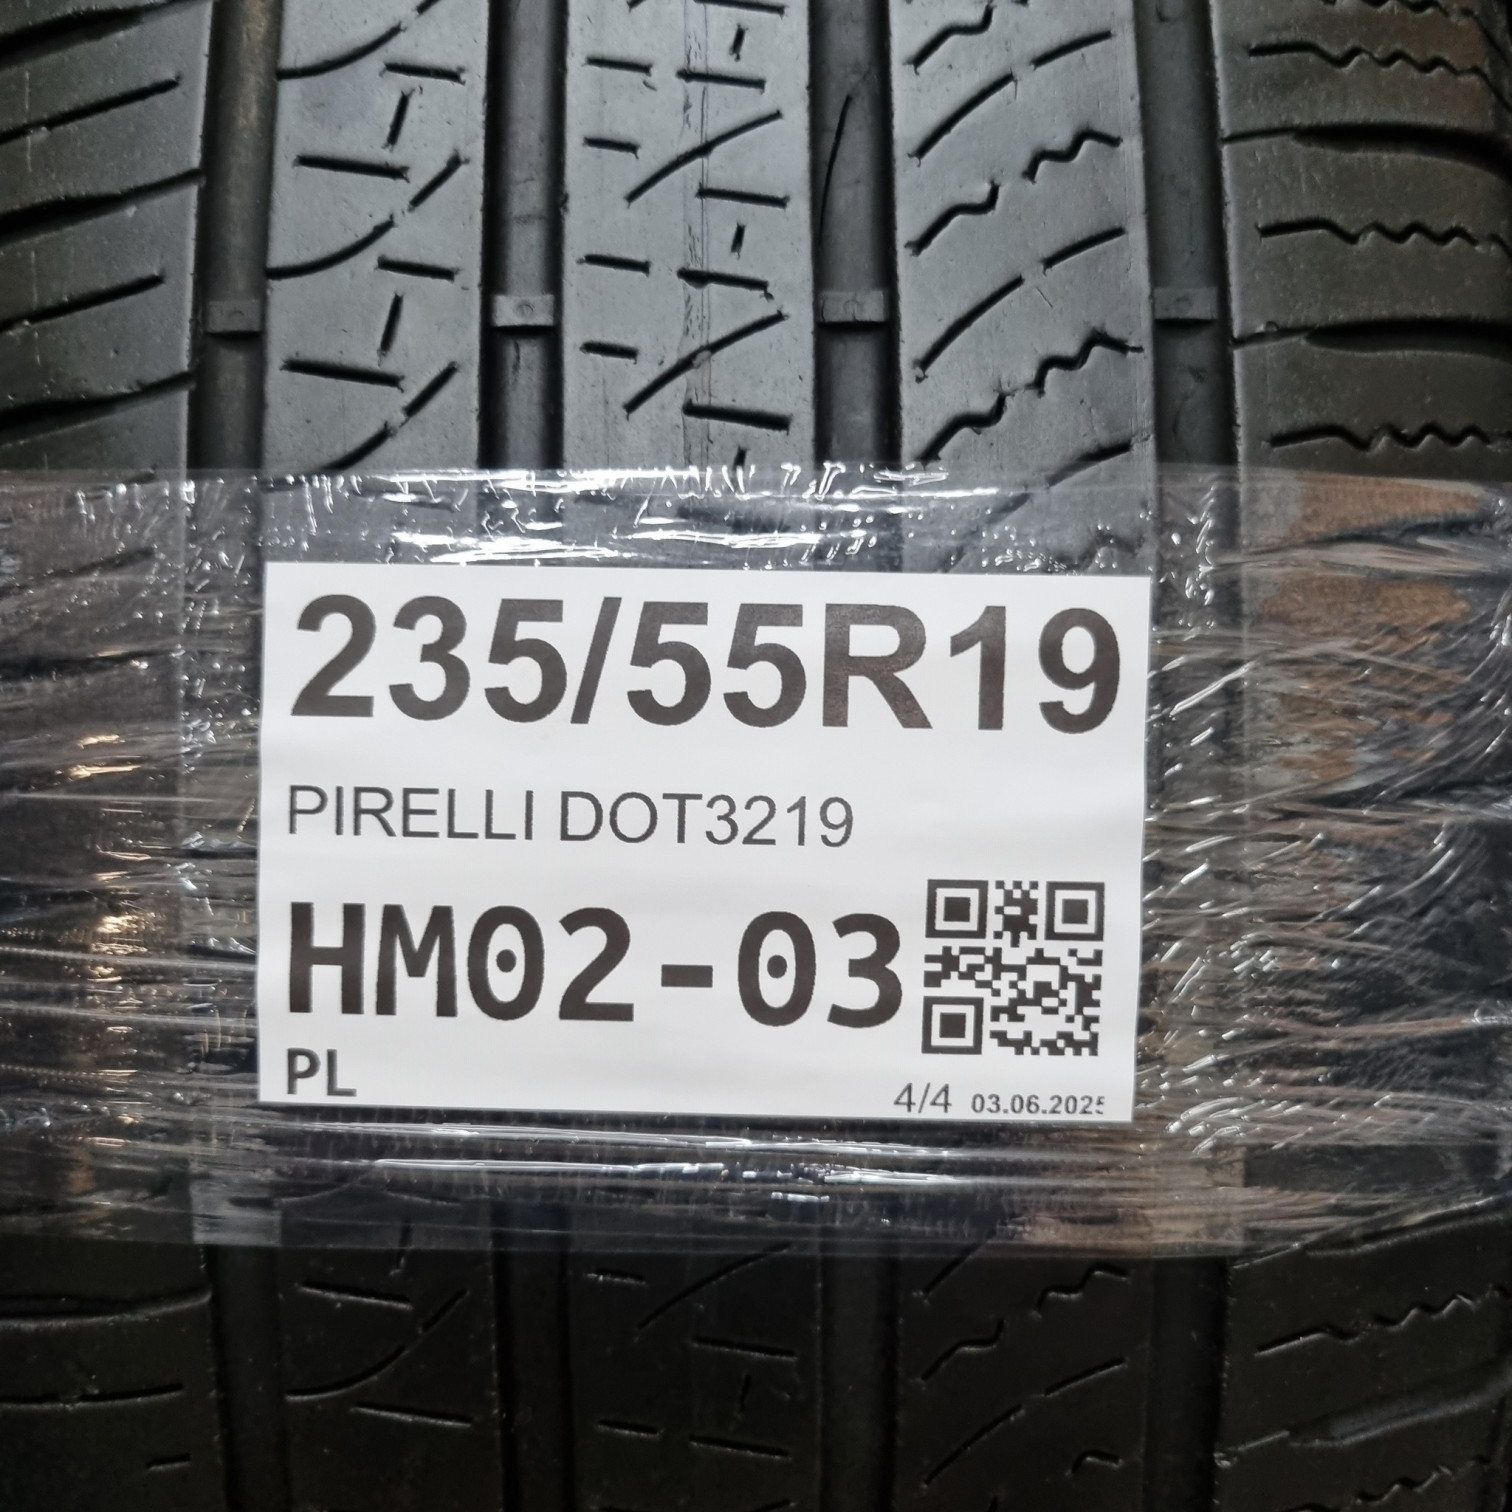 235/55R19
PIRELLI DOT3219
HM02-03
PL
4/4 03.06.2025